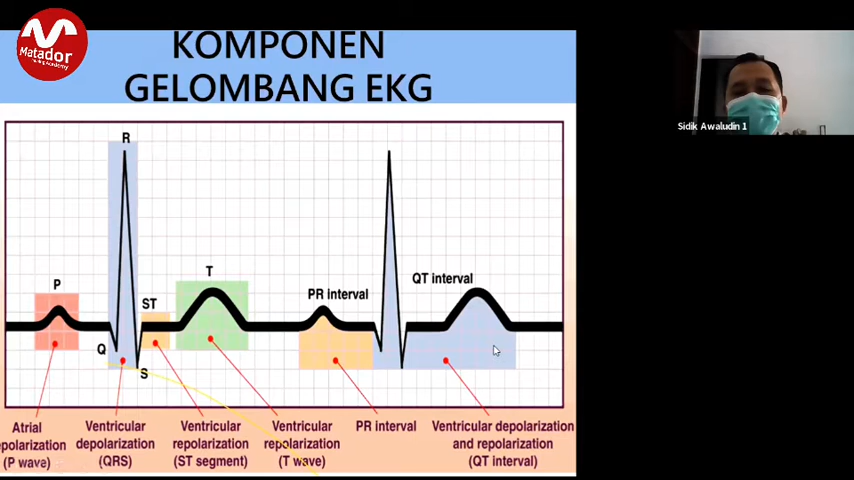 Matador
KOMPONEN
GELOMBANG EKG
Sidik Awaludin 1
R
P
T
ST
PR interval
QT interval
Q
S
Atrial
epolarization
(P wave)
Ventricular
depolarization
(QRS)
Ventricular
repolarization
(ST segment)
Ventricular
repolarization
(T wave)
PR interval
Ventricular depolarization
and repolarization
(QT interval)